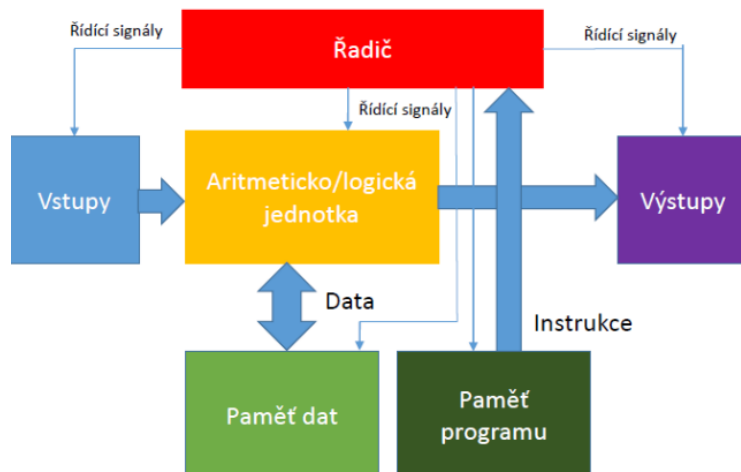 Řídící signály
Řadič
Řídící signály
Řídící signály
Vstupy
Aritmeticko/logická
jednotka
Výstupy
Data
Instrukce
Paměť dat
Paměť
programu